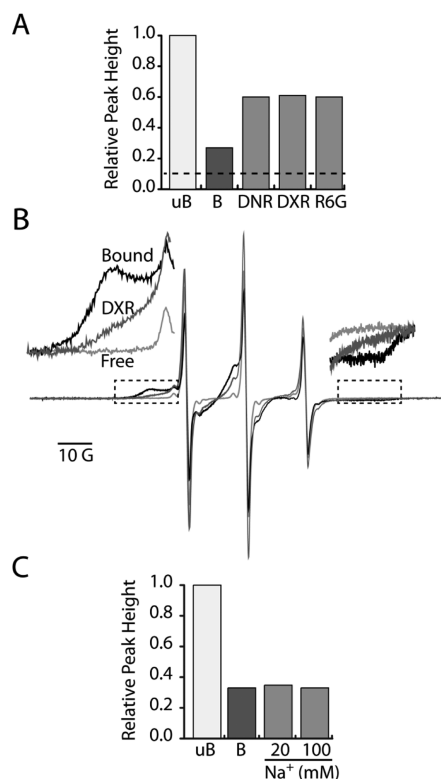 A
Relative Peak Height
1.0
0.8
0.6
0.4
0.2
0.0
uB B DNR DXR R6G
B
Bound
DXR
Free
10 G
C
Relative Peak Height
1.0
0.8
0.6
0.4
0.2
0.0
uB B 20 100
Na⁺ (mM)